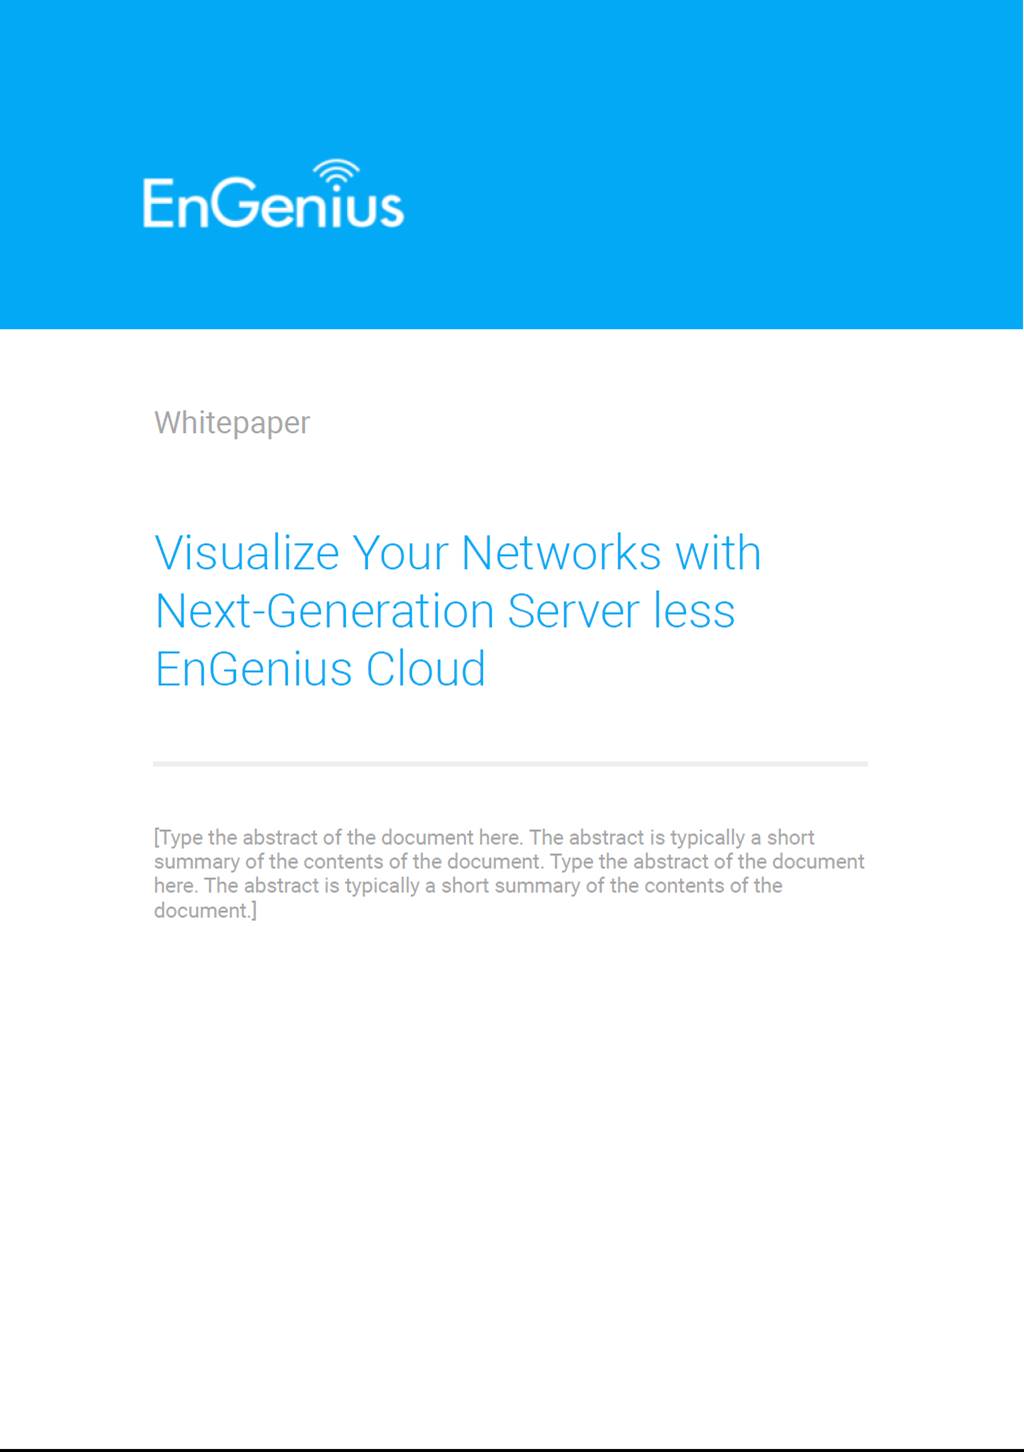 EnGenius
Whitepaper
Visualize Your Networks with
Next-Generation Server less
EnGenius Cloud
[Type the abstract of the document here. The abstract is typically a short
summary of the contents of the document. Type the abstract of the document
here. The abstract is typically a short summary of the contents of the
document.]